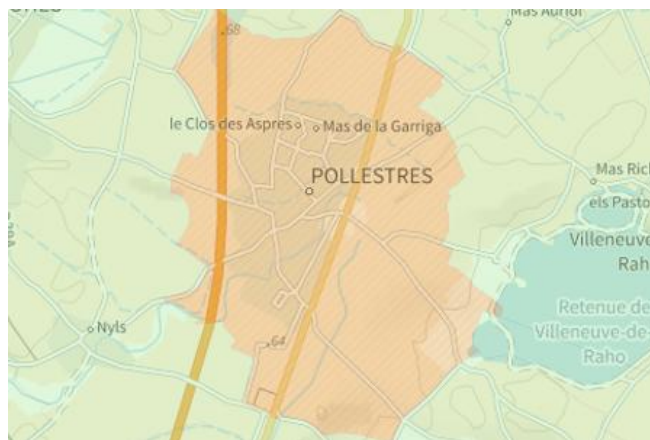 Mas Auriol
.68
le Clos des Aspres
Mas de la Garriga
POLLESTRES
Mas Rich
els Pasto
Villeneuve
Rah
Retenue de
Villeneuve-de-
Raho
Nyls
.64